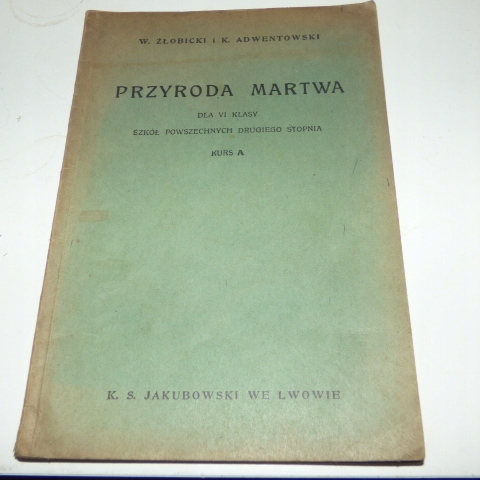 W. ZŁOBICKI I K. ADWENTOWSKI
PRZYRODA MARTWA
DLA VI KLASY
SZKÓŁ POWSZECHNYCH DRUGIEGO STOPNIA
KURS A
K. S. JAKUBOWSKI WE LWOWIE